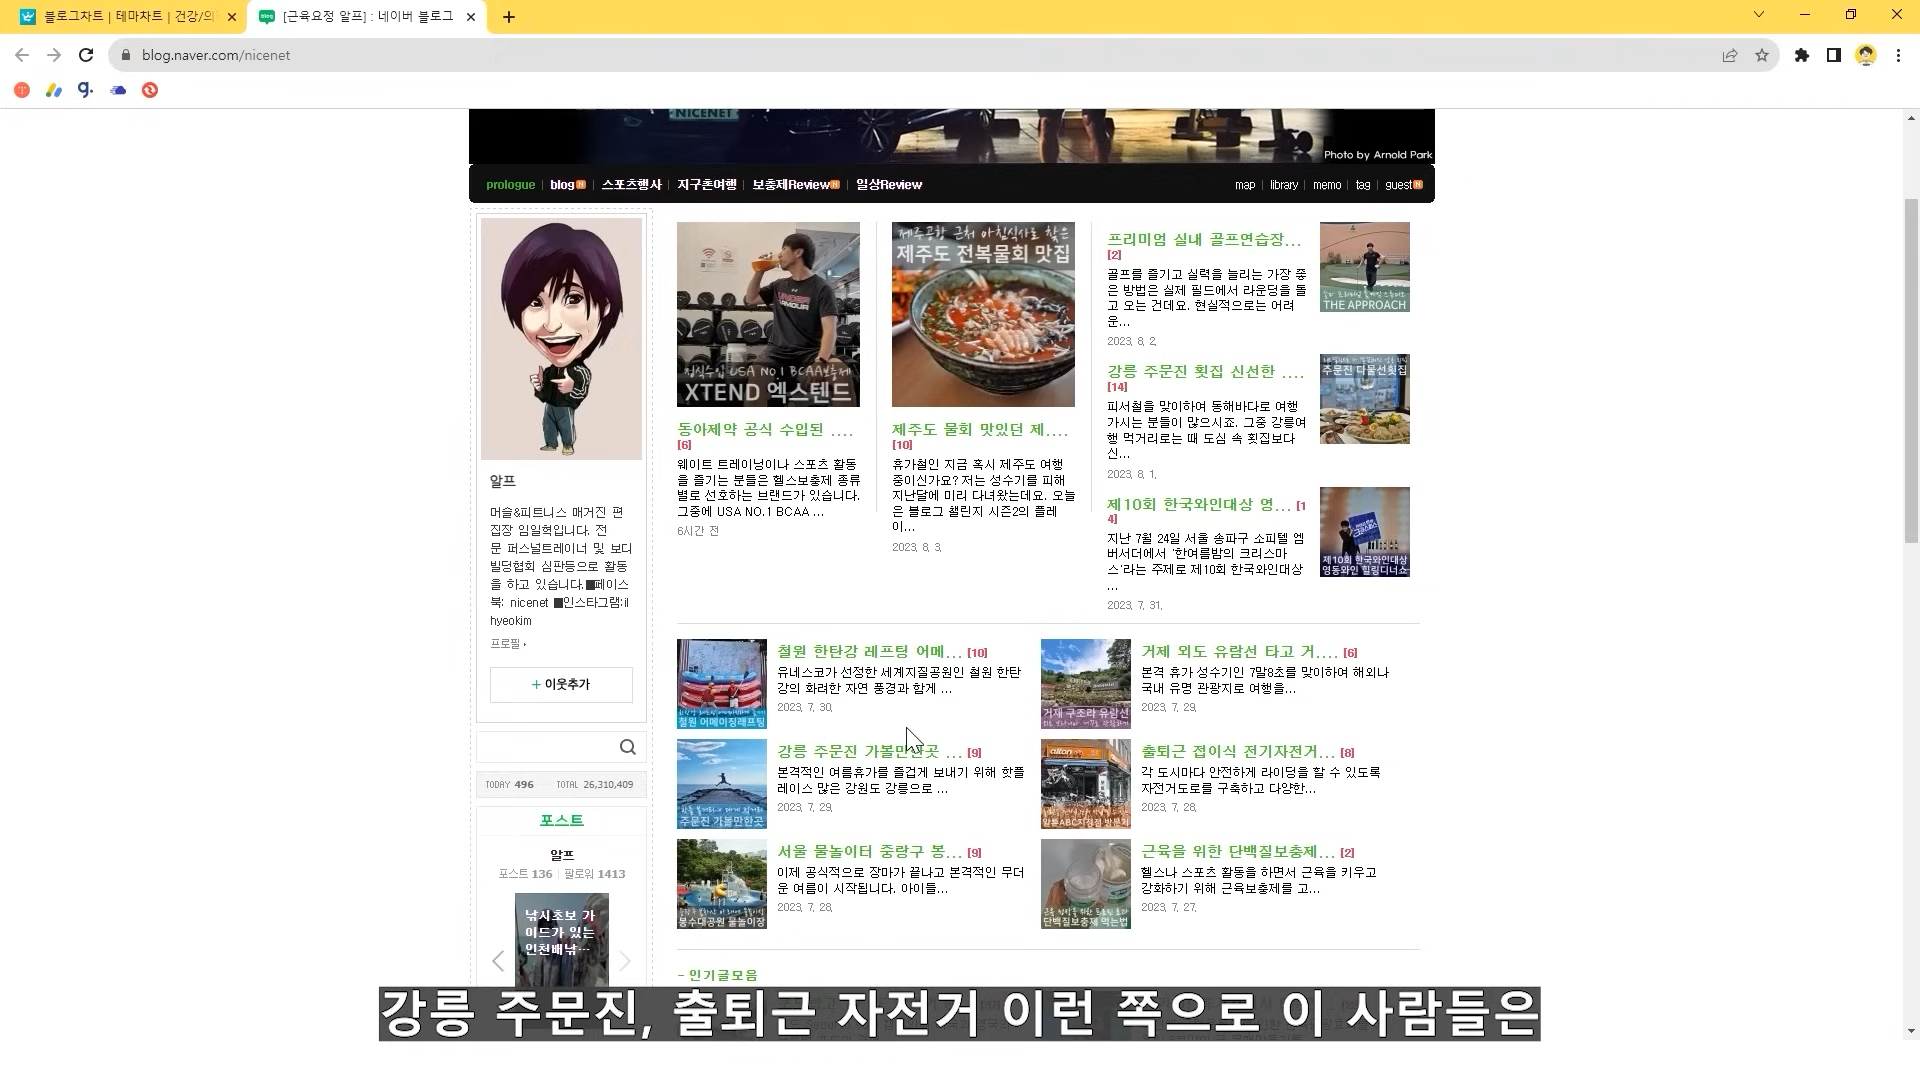 블로그차트 | 테마차트 | 건강/의
[근육요정 알프] : 네이버 블로그
blog.naver.com/nicenet
NICENET
Photo by Arnold Park
prologue | blog | 스포츠행사 | 지구촌여행 | 보충제Review | 일상Review
map | library | memo | tag | guest
알프
머슬&피트니스 매거진 편
집장 임일혁입니다. 전
문 퍼스널트레이너 및 보디
빌딩협회 심판등으로 활동
을 하고 있습니다.■페이스
북: nicenet ■인스타그램:il
hyeokim
프로필
+ 이웃추가
TODAY 496 TOTAL 26,310,409
포스트
알프
포스트 136 | 팔로워 1413
낚시초보 가
이드가 있는
인천배낚…
UNDER ARMOUR
정식수입 USA NO.1 BCAA보충제
XTEND 엑스텐드
동아제약 공식 수입된 ....
[6]
웨이트 트레이닝이나 스포츠 활동
을 즐기는 분들은 헬스보충제 종류
별로 선호하는 브랜드가 있습니다.
그중에 USA NO.1 BCAA ...
6시간 전
제주공항 근처 아침식사로 찾은
제주도 전복물회 맛집
제주도 물회 맛있던 제....
[10]
휴가철인 지금 혹시 제주도 여행
중이신가요? 저는 성수기를 피해
지난달에 미리 다녀왔는데요. 오늘
은 블로그 챌린지 시즌2의 플레
이...
2023. 8. 3.
프리미엄 실내 골프연습장...
[2]
골프를 즐기고 실력을 늘리는 가장 좋
은 방법은 실제 필드에서 라운딩을 돌
고 오는 건데요. 현실적으로는 어려
운...
2023. 8. 2.
THE APPROACH
강릉 주문진 횟집 신선한 ....
[14]
피서철을 맞이하여 동해바다로 여행
가시는 분들이 많으시죠. 그중 강릉여
행 먹거리로는 때 도심 속 횟집보다
신...
2023. 8. 1.
주문진 다물선횟집
제10회 한국와인대상 영... [1
4]
지난 7월 24일 서울 송파구 소피텔 엠
버서더에서 '한여름밤의 크리스마
스'라는 주제로 제10회 한국와인대상
...
2023. 7. 31.
제10회 한국와인대상
영동와인 힐링디너쇼
철원 한탄강 래프팅 어메... [10]
유네스코가 선정한 세계지질공원인 철원 한탄
강의 화려한 자연 풍경과 함께 ...
2023. 7. 30.
철원 어메이징래프팅
거제 외도 유람선 타고 거.... [6]
본격 휴가 성수기인 7말8초를 맞이하여 해외나
국내 유명 관광지로 여행을...
2023. 7. 29.
거제 구조라 유람선
강릉 주문진 가볼만한곳 ... [9]
본격적인 여름휴가를 즐겁게 보내기 위해 핫플
레이스 많은 강원도 강릉으로 ...
2023. 7. 29.
주문진 가볼만한곳
출퇴근 접이식 전기자전거... [8]
각 도시마다 안전하게 라이딩을 할 수 있도록
자전거도로를 구축하고 다양한...
2023. 7. 28.
alton
알톤ABC지정점 방문기
서울 물놀이터 중랑구 봉... [9]
이제 공식적으로 장마가 끝나고 본격적인 무더
운 여름이 시작됩니다. 아이들...
2023. 7. 28.
봉수대공원 물놀이장
근육을 위한 단백질보충제... [2]
헬스나 스포츠 활동을 하면서 근육을 키우고
강화하기 위해 근육보충제를 고...
2023. 7. 27.
단백질보충제 먹는법
- 인기글모음
강릉 주문진, 출퇴근 자전거 이런 쪽으로 이 사람들은